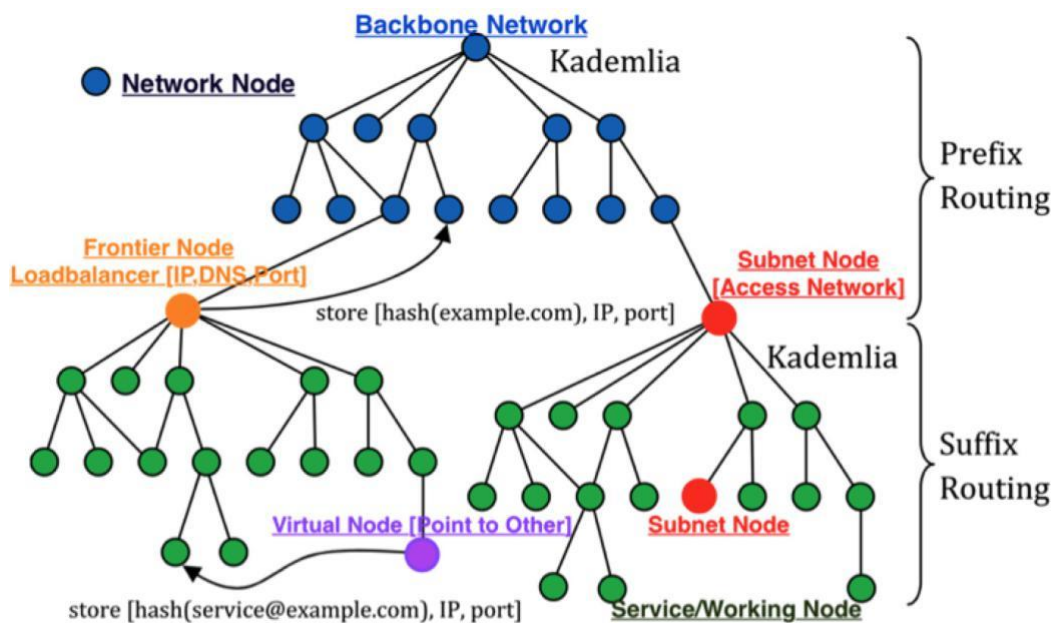 Backbone Network
Kademlia
Network Node
Prefix
Routing
Frontier Node
Loadbalancer [IP,DNS,Port]
Subnet Node
[Access Network]
store [hash(example.com), IP, port]
Kademlia
Suffix
Routing
Virtual Node [Point to Other]
Subnet Node
store [hash(service@example.com), IP, port]
Service/Working Node